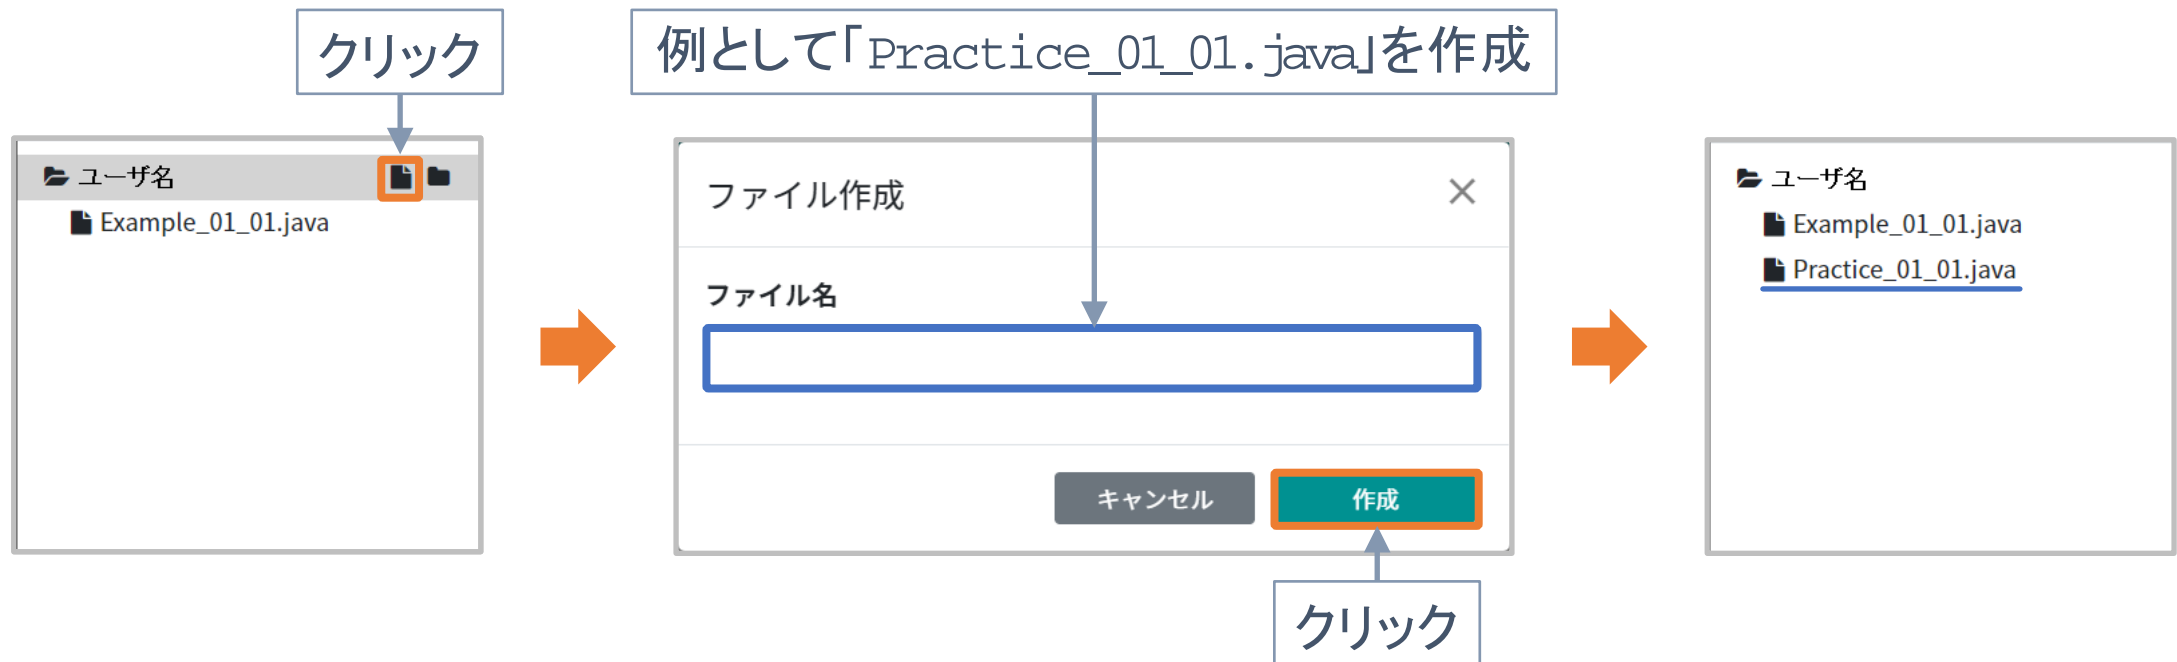 クリック
例として「Practice_01_01.java」を作成
ユーザ名
Example_01_01.java
ファイル作成
ファイル名
キャンセル
作成
クリック
ユーザ名
Example_01_01.java
Practice_01_01.java